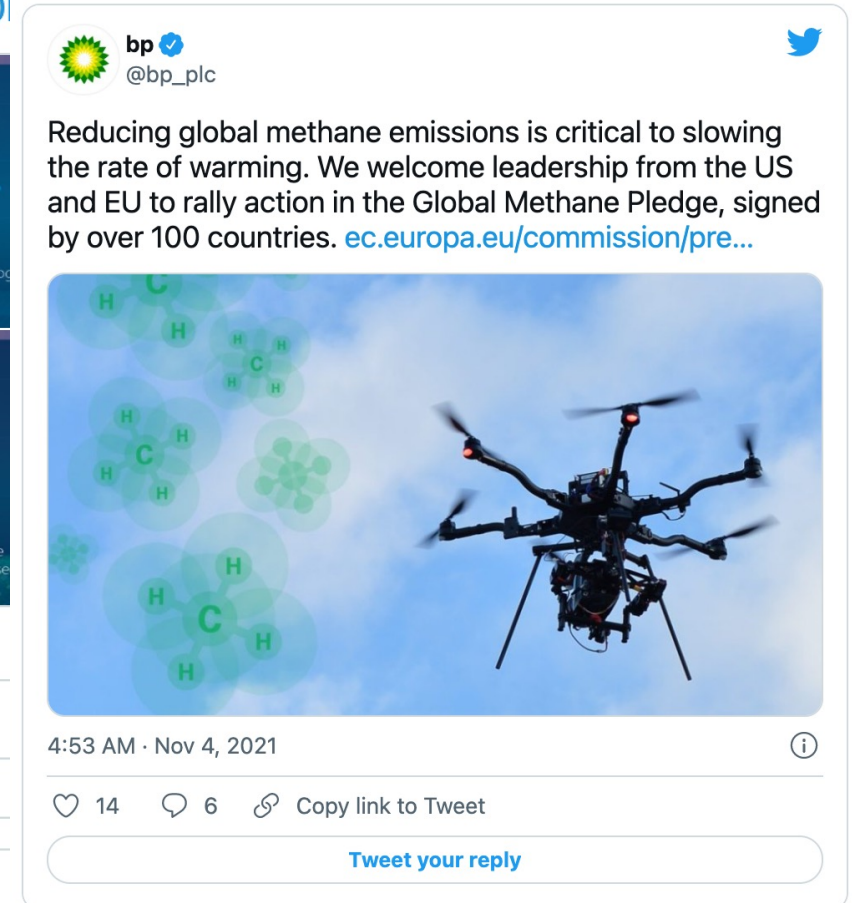 bp
@bp_plc
Reducing global methane emissions is critical to slowing
the rate of warming. We welcome leadership from the US
and EU to rally action in the Global Methane Pledge, signed
by over 100 countries. ec.europa.eu/commission/pre...
C
H
H
H
H
C
H
H
H
H
C
H
H
H
H
C
H
H
4:53 AM · Nov 4, 2021
14
6
Copy link to Tweet
Tweet your reply